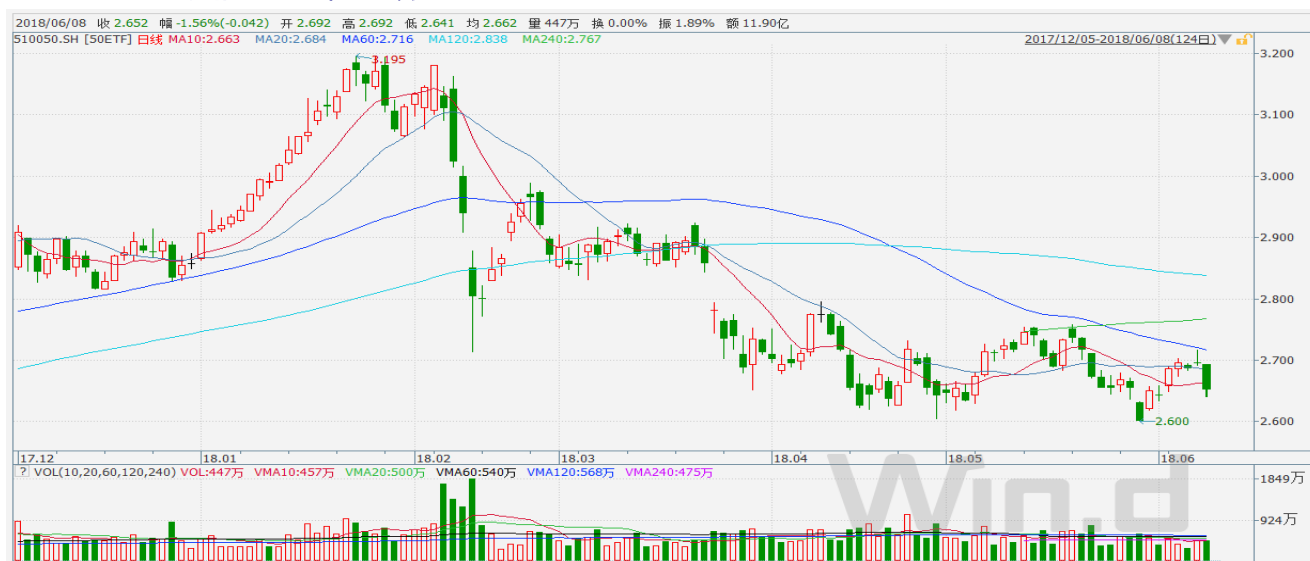 2018/06/08 收 2.652 幅 -1.56%(-0.042) 开 2.692 高 2.692 低 2.641 均 2.662 量 447万 换 0.00% 振 1.89% 额 11.90亿
510050.SH [50ETF] 日线 MA10:2.663 MA20:2.684 MA60:2.716 MA120:2.838 MA240:2.767 2017/12/05-2018/06/08(124日)
3.200
3.195
3.100
3.000
2.900
2.800
2.700
2.600
2.600
17.12 18.01 18.02 18.03 18.04 18.05 18.06
? VOL(10,20,60,120,240) VOL:447万 VMA10:457万 VMA20:500万 VMA60:540万 VMA120:568万 VMA240:475万
1849万
924万
Win.d